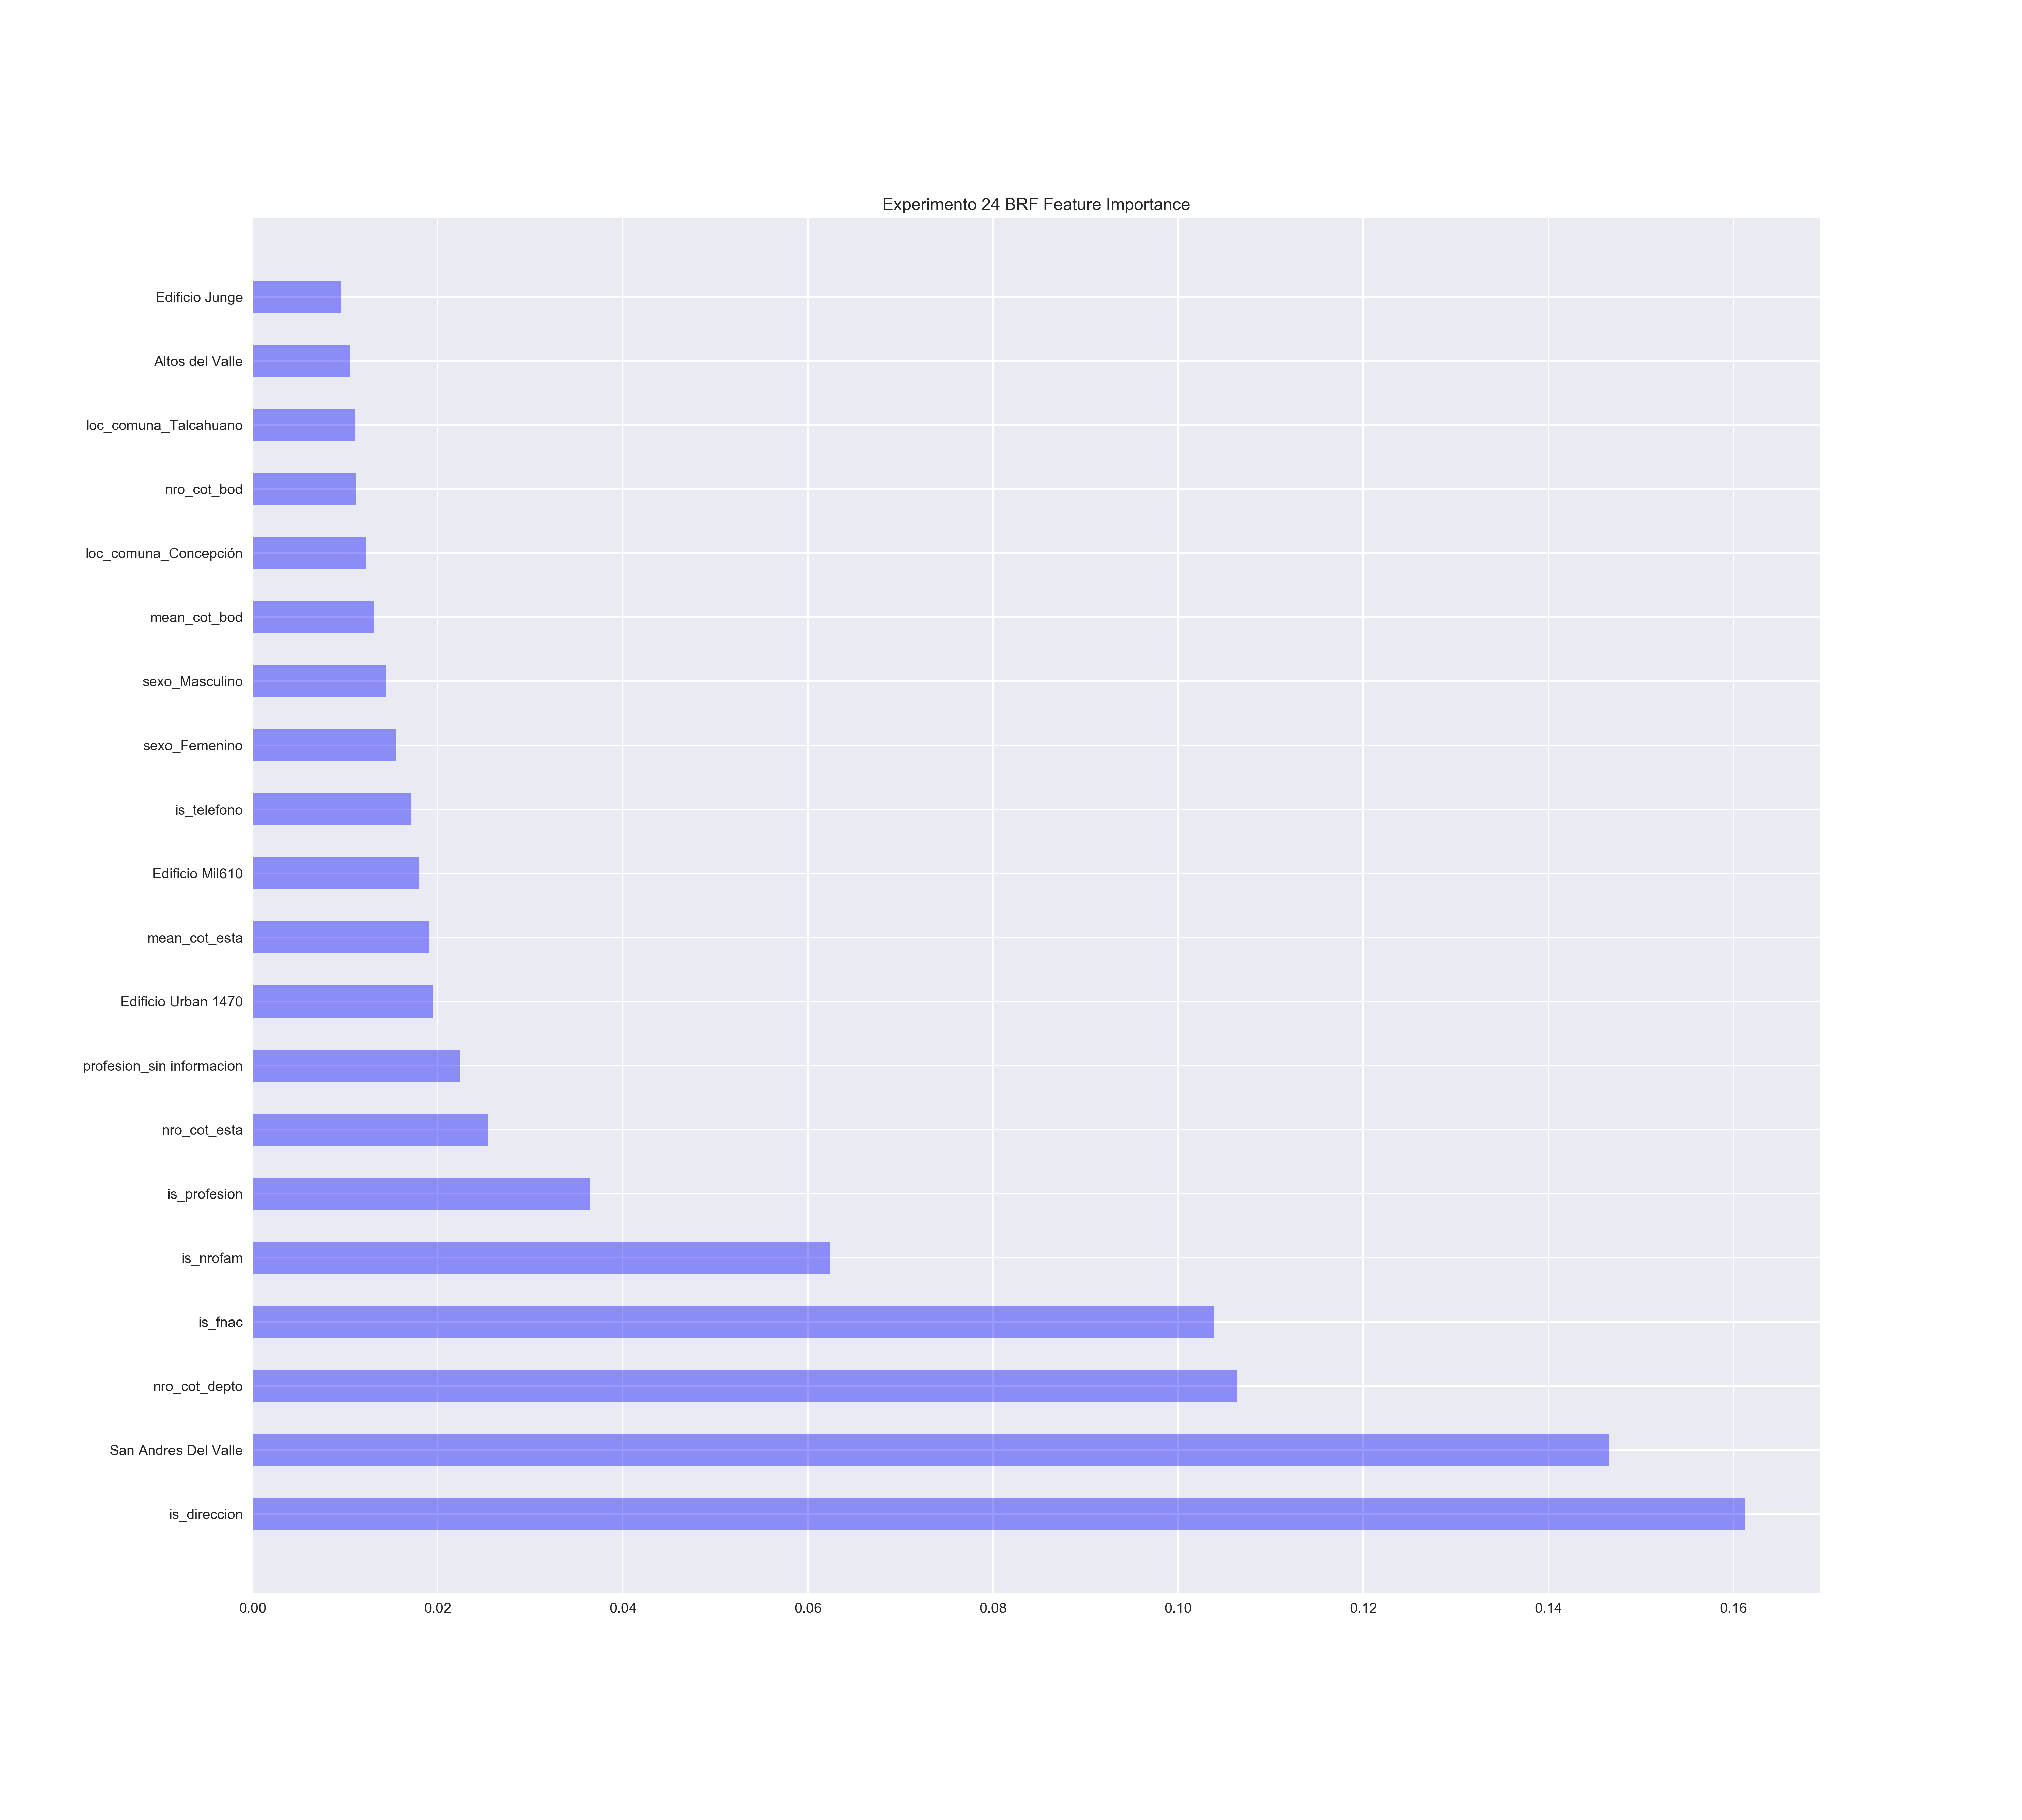 Experimento 24 BRF Feature Importance
Edificio Junge
Altos del Valle
loc_comuna_Talcahuano
nro_cot_bod
loc_comuna_Concepción
mean_cot_bod
sexo_Masculino
sexo_Femenino
is_telefono
Edificio Mil610
mean_cot_esta
Edificio Urban 1470
profesion_sin informacion
nro_cot_esta
is_profesion
is_nrofam
is_fnac
nro_cot_depto
San Andres Del Valle
is_direccion
0.00 0.02 0.04 0.06 0.08 0.10 0.12 0.14 0.16